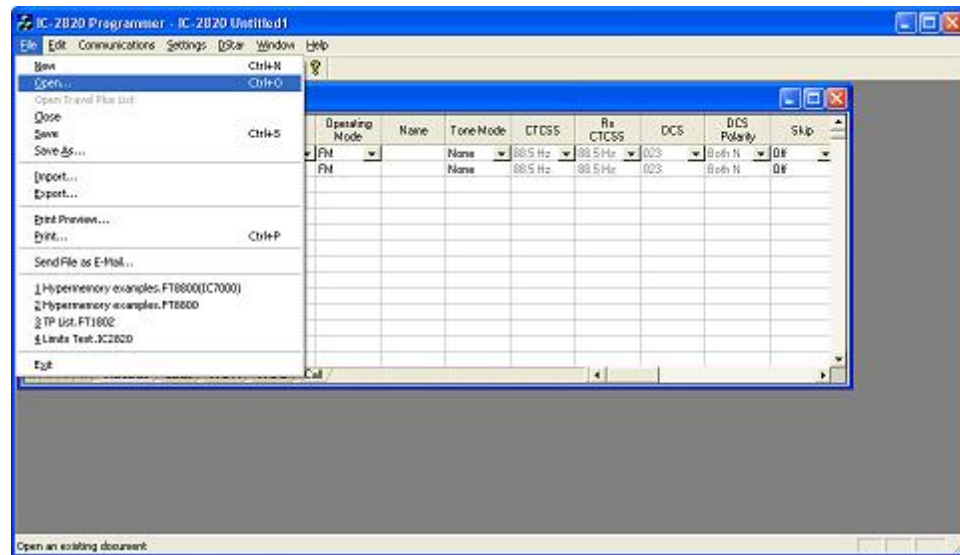 IC-2820 Programmer - IC-2820 Untitled1
File Edit Communications Settings DStar Window Help
New Ctrl+N
Open... Ctrl+O
Open Travel Plus List
Close
Save Ctrl+S
Save As...
Import...
Export...
Print Preview...
Print... Ctrl+P
Send File as E-Mail...
1 Hypermemory examples.FT8800(IC7000)
2 Hypermemory examples.FT8800
3 TP List.FT1802
4 Limits Test.IC2820
Exit
Operating Mode Name Tone Mode CTCSS Rx CTCSS DCS DCS Polarity Skip
FM None 88.5 Hz 88.5 Hz 023 Both N Off
FM None 88.5 Hz 88.5 Hz 023 Both N Off
Call
Open an existing document